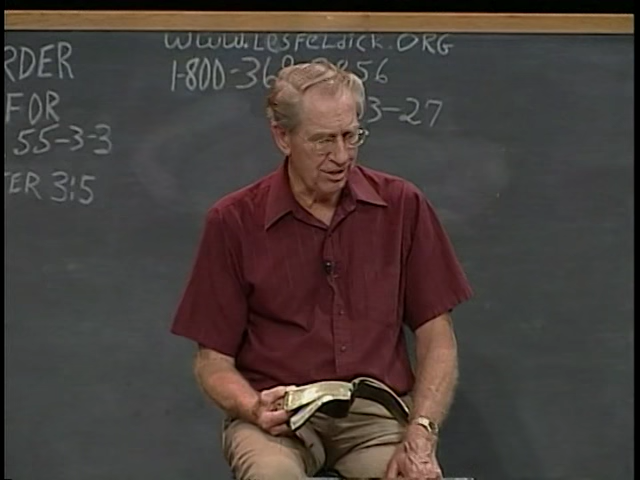 RDER
FOR
55-3-3
TER 3:5
WWW.LESFELDICK.ORG
1-800-36 56
3-27